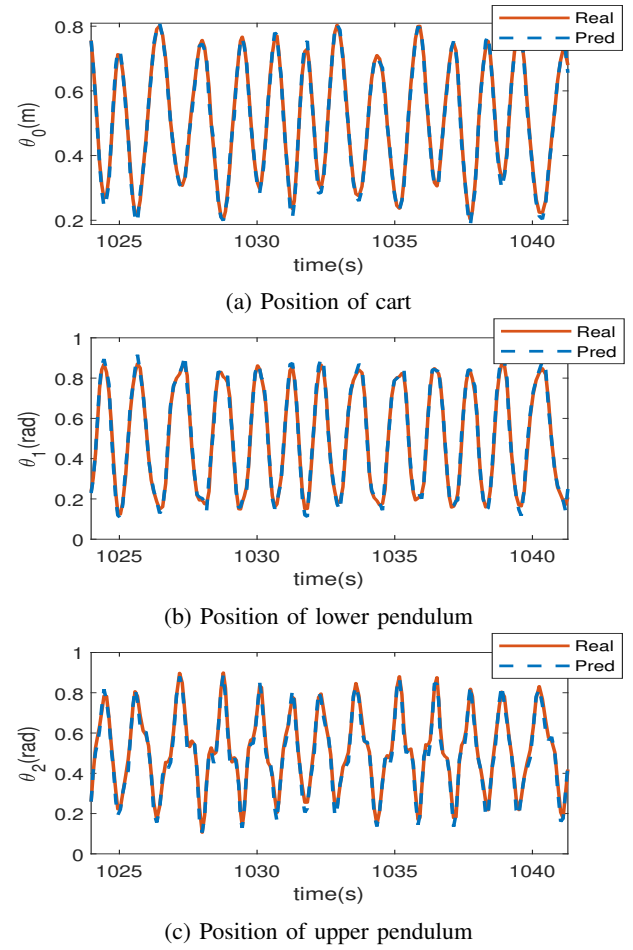 Real
Pred
0.8
0.6
0.4
0.2
θ_0(m)
1025 1030 1035 1040
time(s)
(a) Position of cart
Real
Pred
1
0.8
0.6
0.4
0.2
0
θ_1(rad)
1025 1030 1035 1040
time(s)
(b) Position of lower pendulum
Real
Pred
1
0.8
0.6
0.4
0.2
0
θ_2(rad)
1025 1030 1035 1040
time(s)
(c) Position of upper pendulum